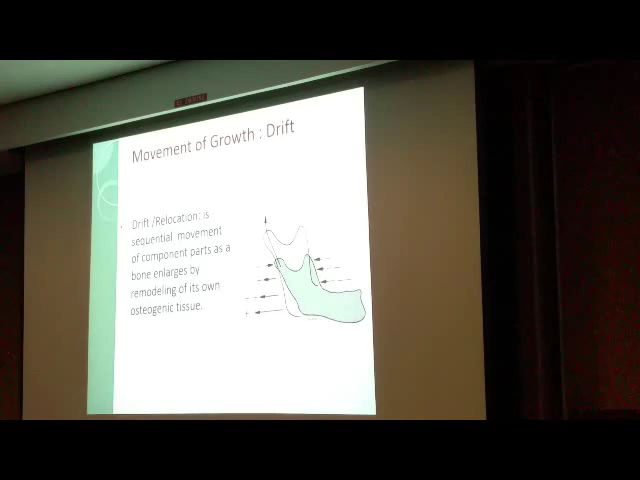 Movement of Growth : Drift
Drift /Relocation: is
sequential movement
of component parts as a
bone enlarges by
remodeling of its own
osteogenic tissue.